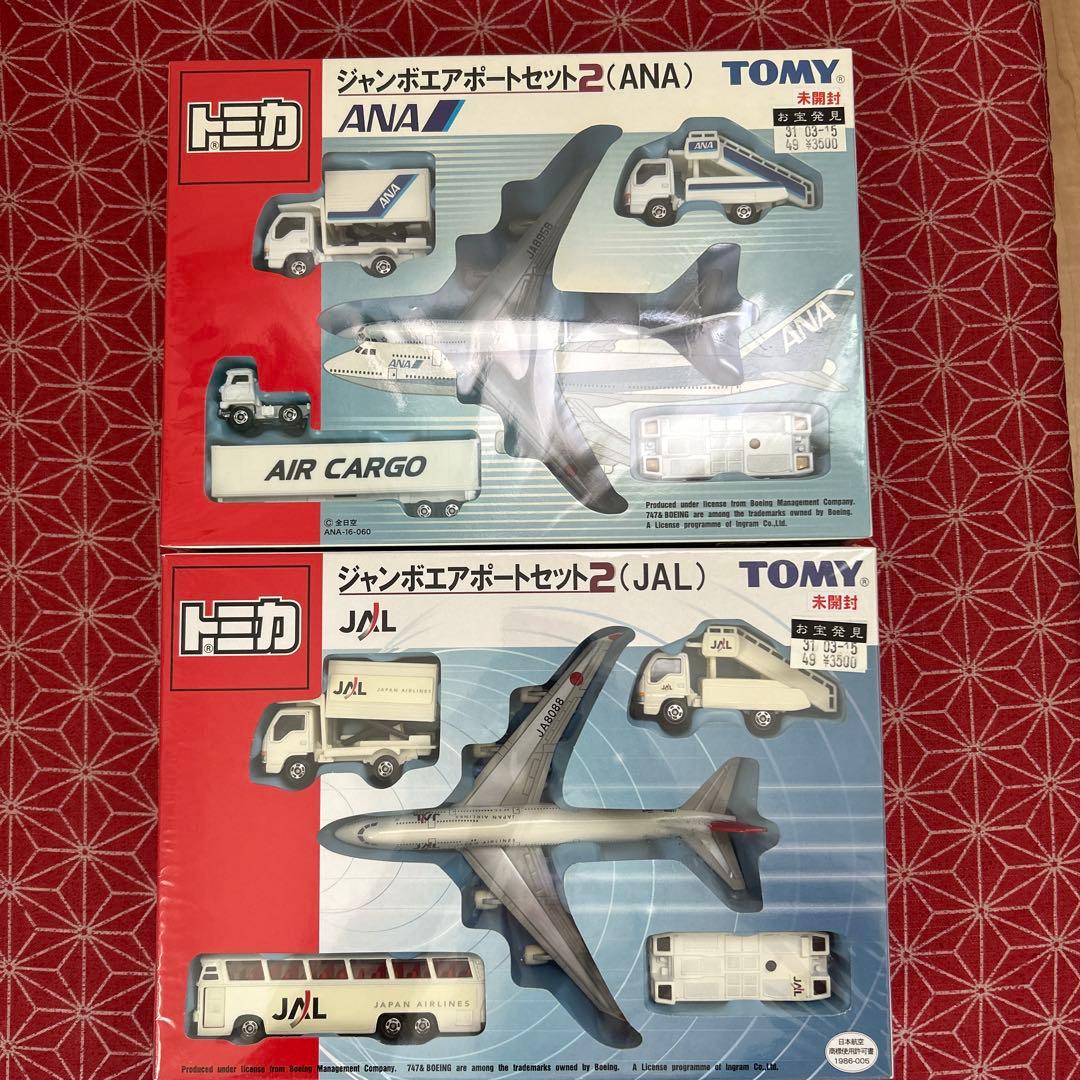 トミカ®
ジャンボエアポートセット2(ANA)
TOMY®
ANA
未開封
お宝発見
31 03-15
49 ¥3500
ANA
ANA
JA8958
ANA
ANA
AIR CARGO
© 全日空
ANA-16-060
Produced under license from Boeing Management Company.
747& BOEING are among the trademarks owned by Boeing.
A License programme of Ingram Co.,Ltd.
トミカ®
ジャンボエアポートセット2(JAL)
TOMY®
JAL
未開封
お宝発見
31 03-15
49 ¥3500
JAL JAPAN AIRLINES
JAL
JAL
JA8088
JAL JAPAN AIRLINES
JAL
JAL JAPAN AIRLINES
JAL
日本航空
商標使用許可書
1986-005
Produced under license from Boeing Management Company. 747& BOEING are among the trademarks owned by Boeing. A License programme of Ingram Co.,Ltd.